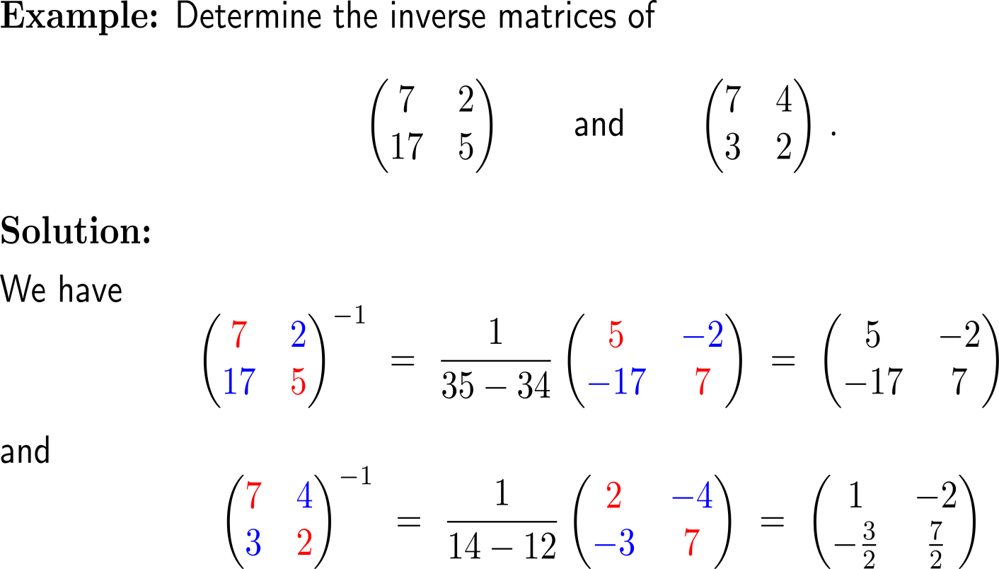 Example: Determine the inverse matrices of
$\begin{pmatrix} 7 & 2 \\ 17 & 5 \end{pmatrix}$ and $\begin{pmatrix} 7 & 4 \\ 3 & 2 \end{pmatrix}$ .
Solution:
We have
$\begin{pmatrix} 7 & 2 \\ 17 & 5 \end{pmatrix}^{-1} = \frac{1}{35 - 34} \begin{pmatrix} 5 & -2 \\ -17 & 7 \end{pmatrix} = \begin{pmatrix} 5 & -2 \\ -17 & 7 \end{pmatrix}$
and
$\begin{pmatrix} 7 & 4 \\ 3 & 2 \end{pmatrix}^{-1} = \frac{1}{14 - 12} \begin{pmatrix} 2 & -4 \\ -3 & 7 \end{pmatrix} = \begin{pmatrix} 1 & -2 \\ -\frac{3}{2} & \frac{7}{2} \end{pmatrix}$